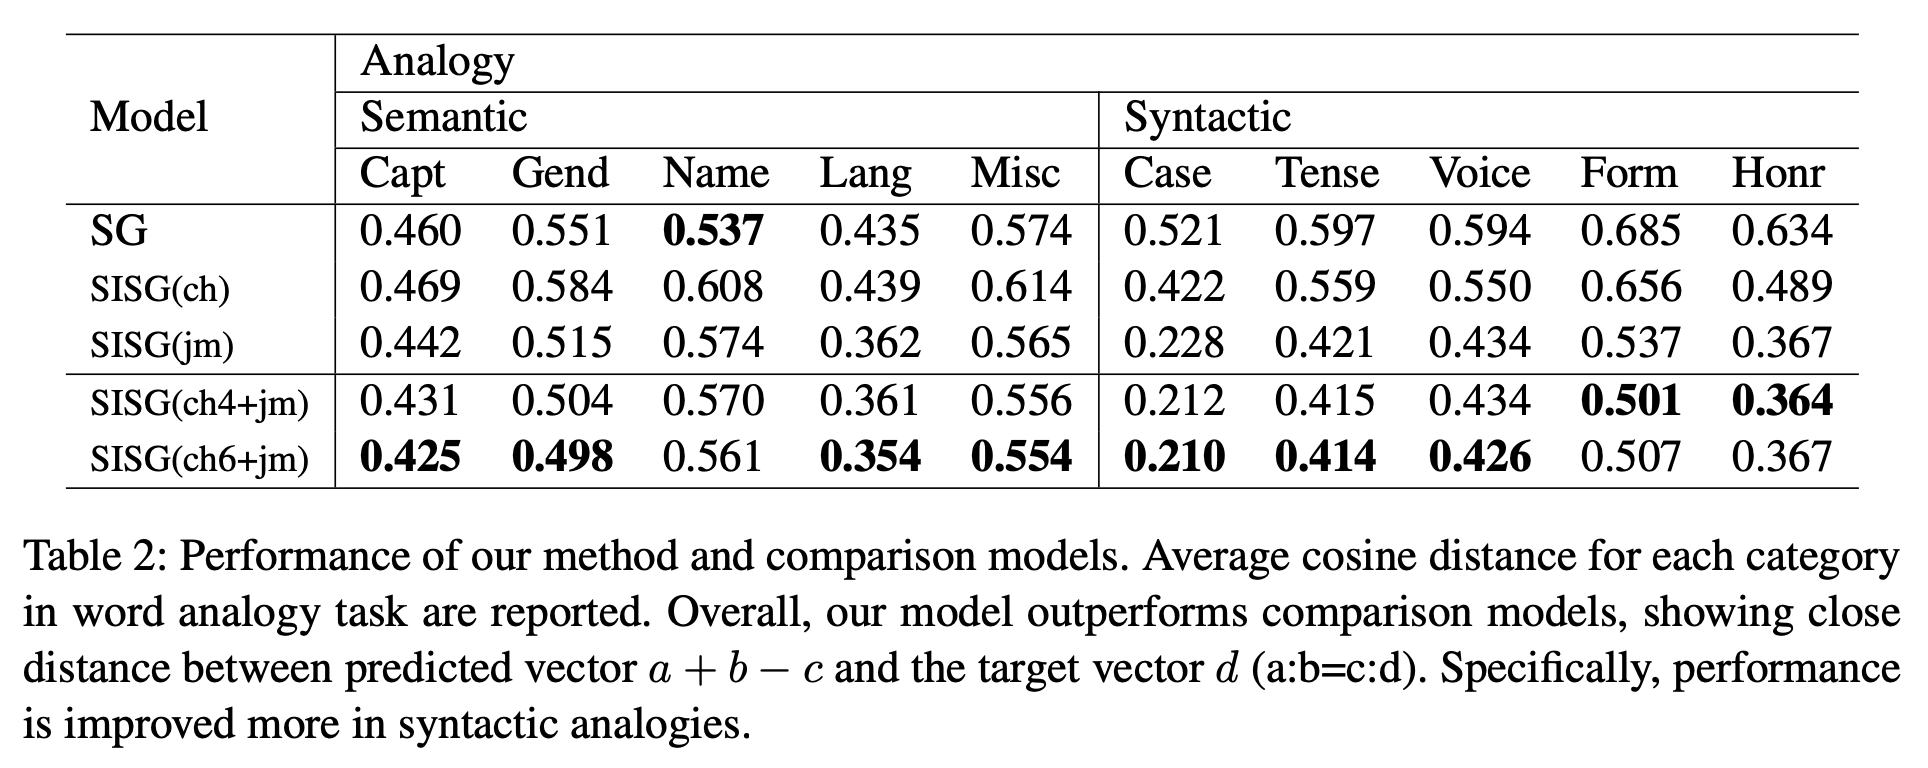 Analogy
Model Semantic Syntactic
Capt Gend Name Lang Misc Case Tense Voice Form Honr
SG 0.460 0.551 0.537 0.435 0.574 0.521 0.597 0.594 0.685 0.634
SISG(ch) 0.469 0.584 0.608 0.439 0.614 0.422 0.559 0.550 0.656 0.489
SISG(jm) 0.442 0.515 0.574 0.362 0.565 0.228 0.421 0.434 0.537 0.367
SISG(ch4+jm) 0.431 0.504 0.570 0.361 0.556 0.212 0.415 0.434 0.501 0.364
SISG(ch6+jm) 0.425 0.498 0.561 0.354 0.554 0.210 0.414 0.426 0.507 0.367
Table 2: Performance of our method and comparison models. Average cosine distance for each category
in word analogy task are reported. Overall, our model outperforms comparison models, showing close
distance between predicted vector a + b − c and the target vector d (a:b=c:d). Specifically, performance
is improved more in syntactic analogies.